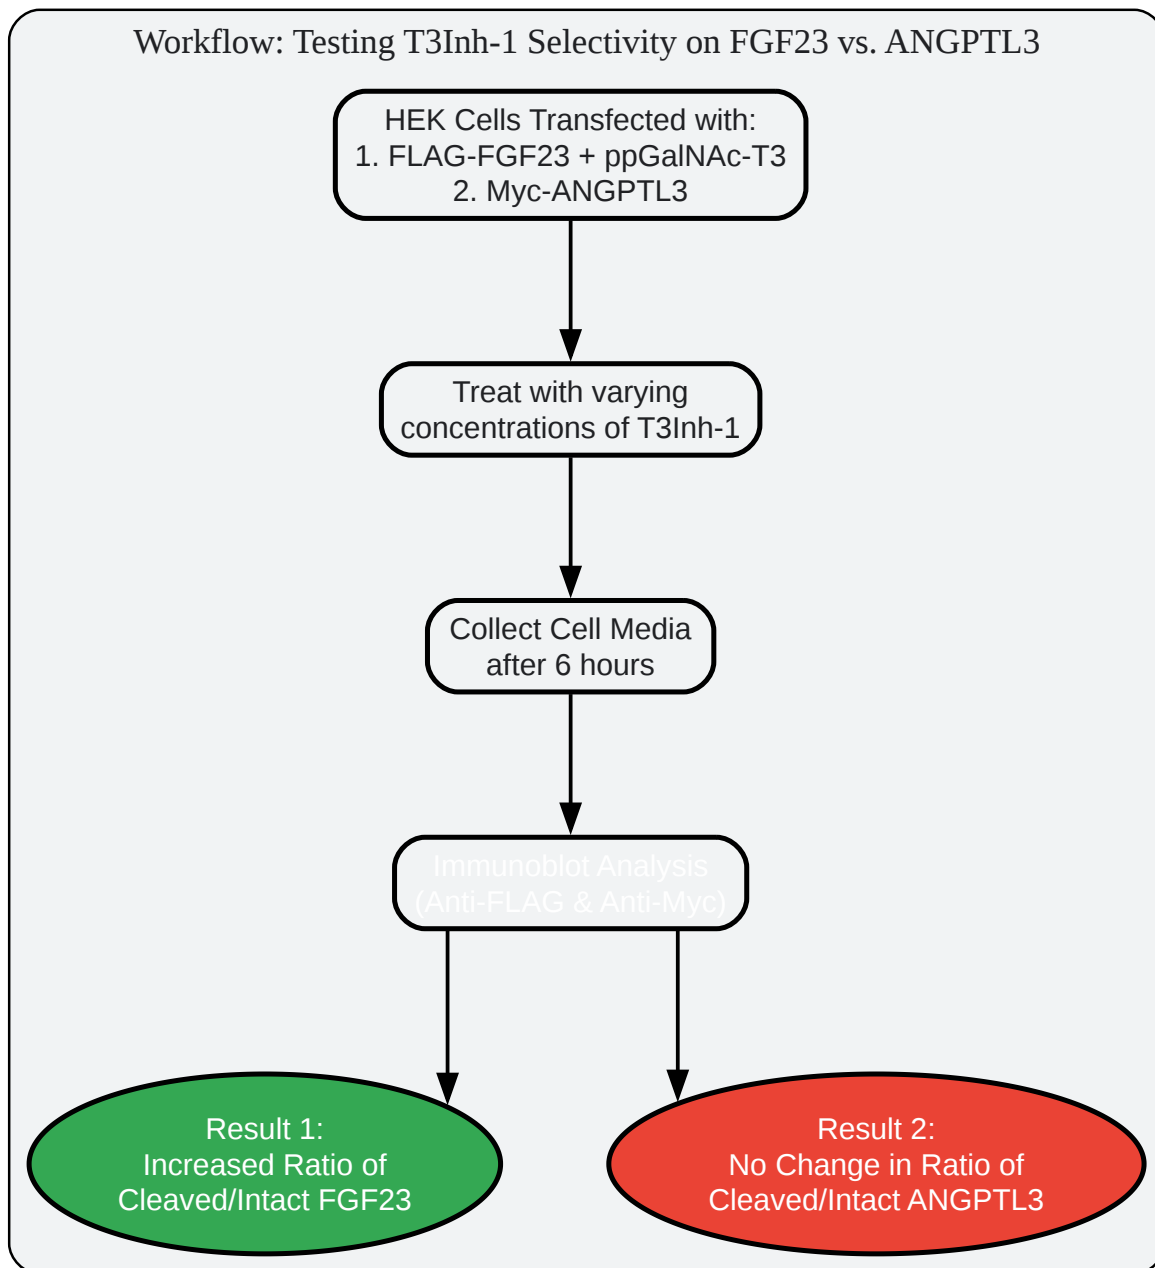 Workflow: Testing T3Inh-1 Selectivity on FGF23 vs. ANGPTL3
HEK Cells Transfected with:
1. FLAG-FGF23 + ppGalNAc-T3
2. Myc-ANGPTL3
Treat with varying
concentrations of T3Inh-1
Collect Cell Media
after 6 hours
Immunoblot Analysis
(Anti-FLAG & Anti-Myc)
Result 1:
Increased Ratio of
Cleaved/Intact FGF23
Result 2:
No Change in Ratio of
Cleaved/Intact ANGPTL3